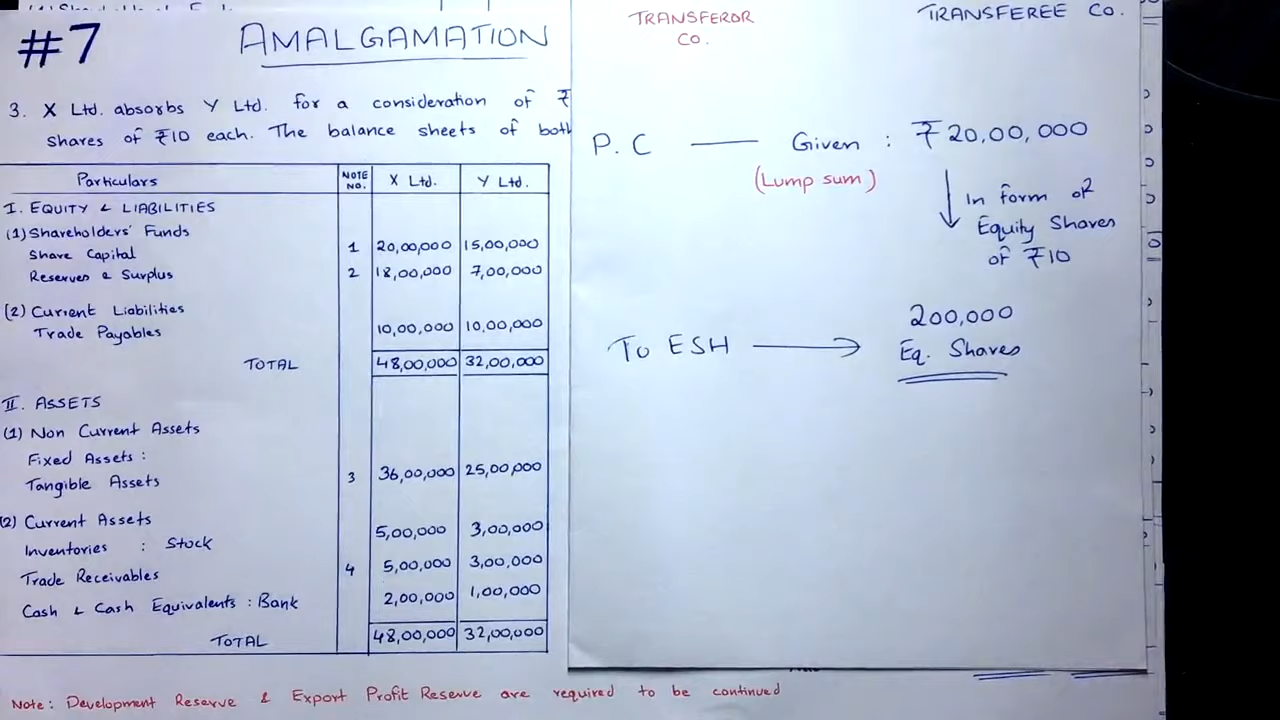 #7
AMALGAMATION
3. X Ltd. absorbs Y Ltd. for a consideration of ₹
shares of ₹10 each. The balance sheets of both
Particulars NOTE NO. X Ltd. Y Ltd.
I. EQUITY & LIABILITIES
(1) Shareholders' Funds
Share Capital 1 20,00,000 15,00,000
Reserves & Surplus 2 18,00,000 7,00,000
(2) Current Liabilities
Trade Payables 10,00,000 10,00,000
TOTAL 48,00,000 32,00,000
II. ASSETS
(1) Non Current Assets
Fixed Assets :
Tangible Assets 3 36,00,000 25,00,000
(2) Current Assets
Inventories : Stock 5,00,000 3,00,000
Trade Receivables 4 5,00,000 3,00,000
Cash & Cash Equivalents : Bank 2,00,000 1,00,000
TOTAL 48,00,000 32,00,000
Note: Development Reserve & Export Profit Reserve are required to be continued
TRANSFEROR
CO.
TRANSFEREE CO.
P.C — Given : ₹20,00,000
(Lump sum)
In form of
Equity Shares
of ₹10
200,000
To ESH → Eq. Shares